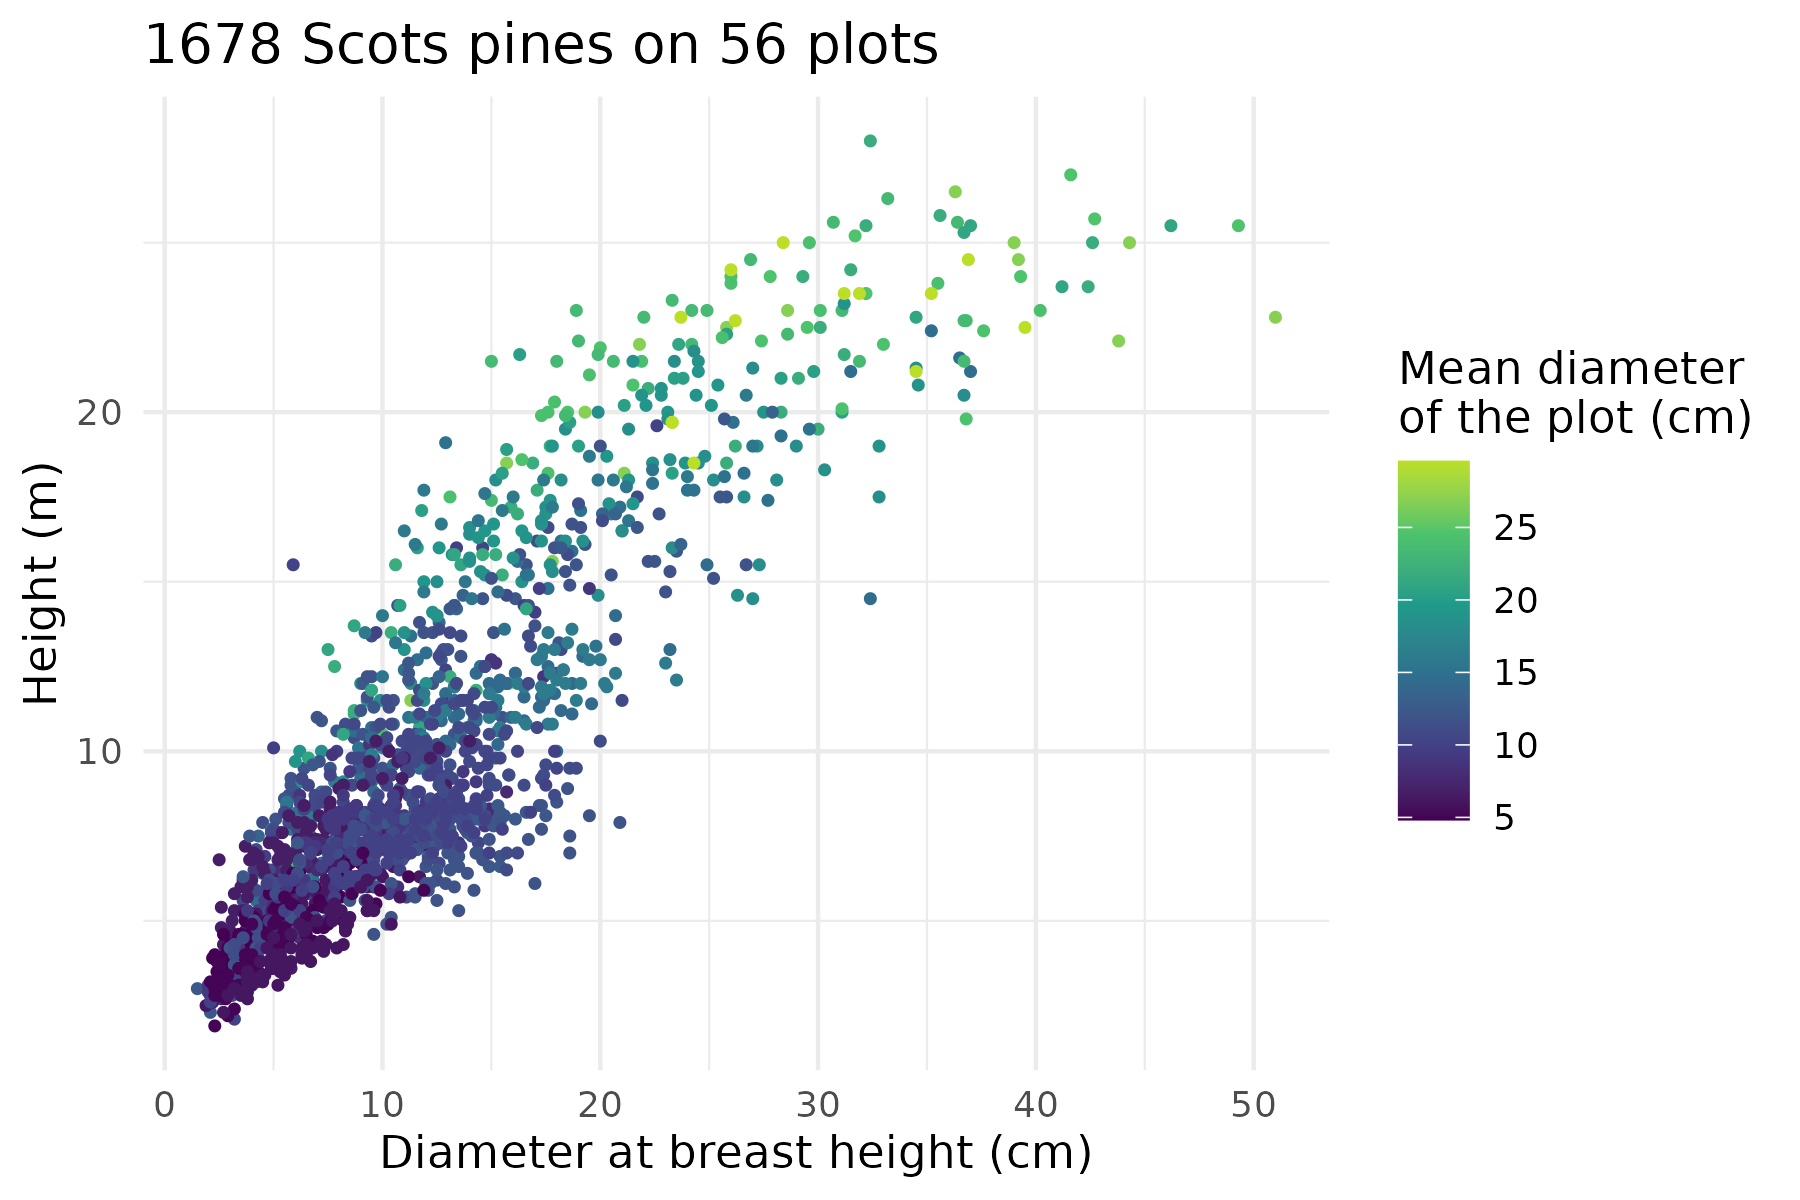 1678 Scots pines on 56 plots
Height (m)
20
10
0 10 20 30 40 50
Diameter at breast height (cm)
Mean diameter
of the plot (cm)
25
20
15
10
5